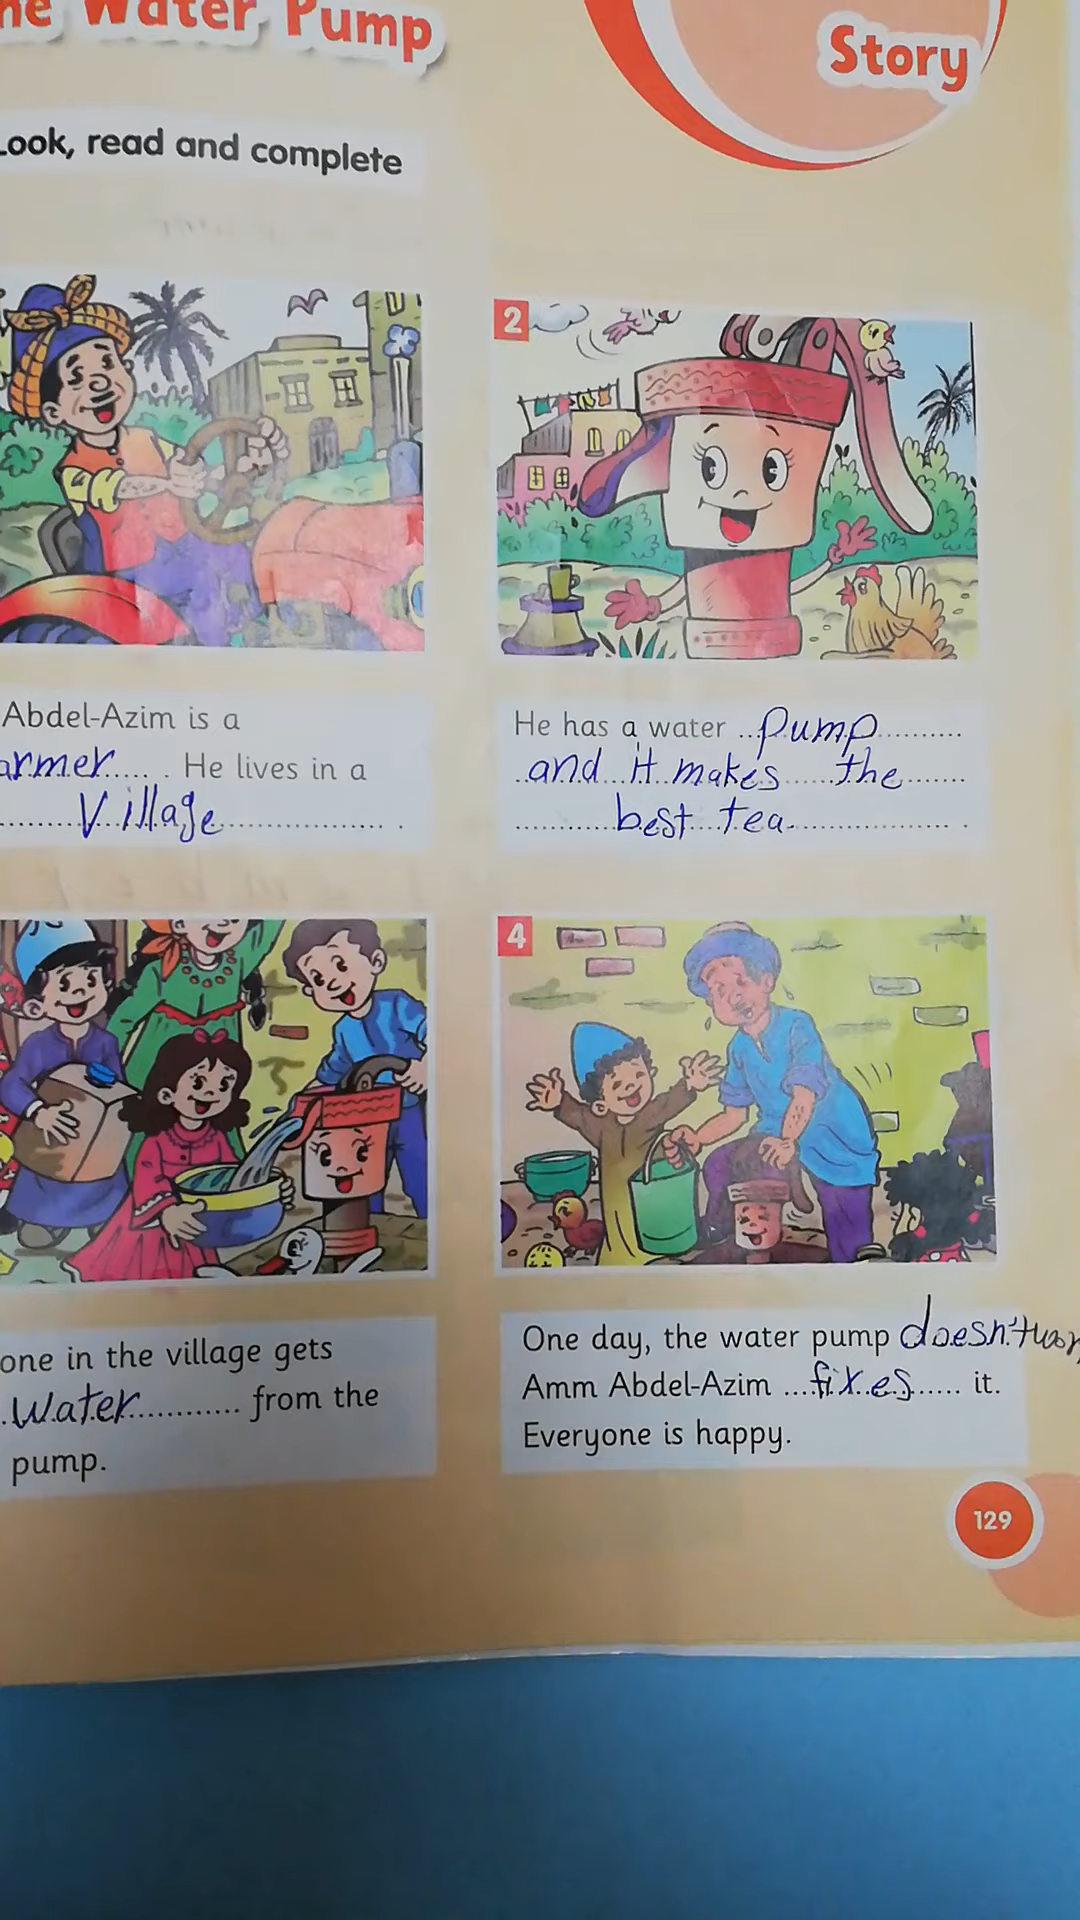 Water Pump
Story
Look, read and complete
2
Abdel-Azim is a
armer. He lives in a
Village.
He has a water pump
and it makes the
best tea.
4
one in the village gets
Water from the
pump.
One day, the water pump doesn't
Amm Abdel-Azim fixes it.
Everyone is happy.
129